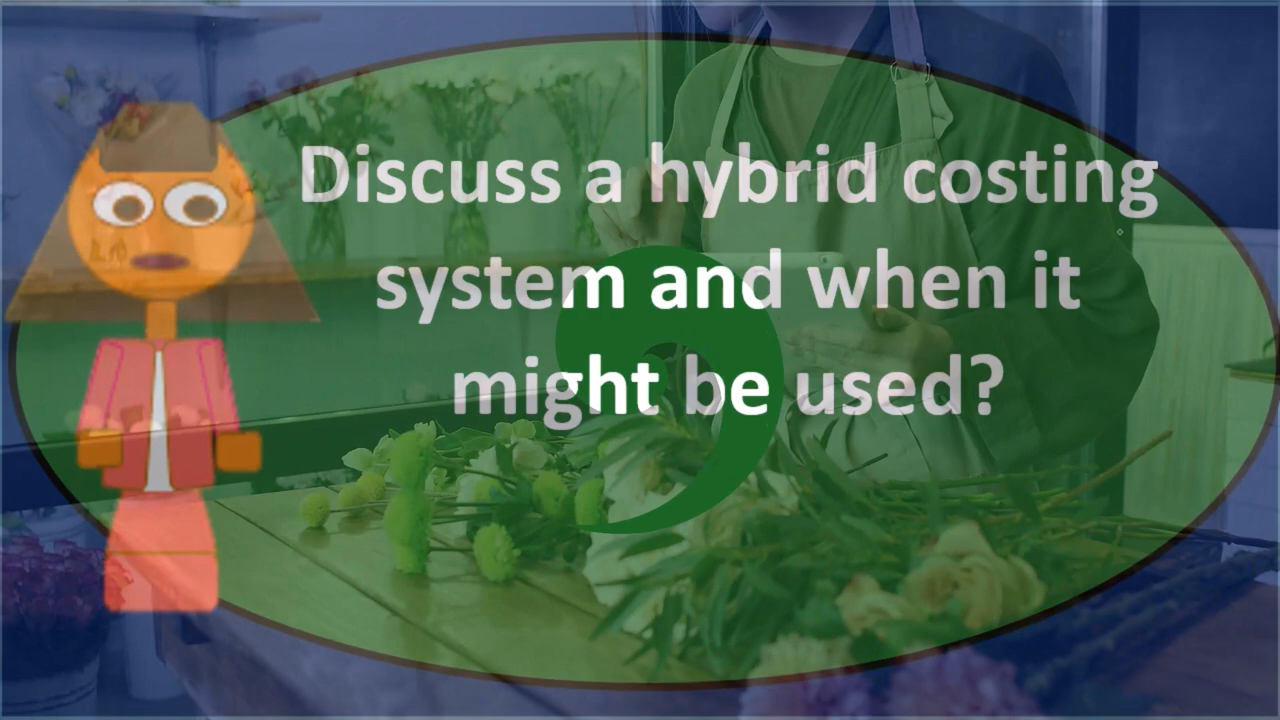 Discuss a hybrid costing
system and when it
might be used?